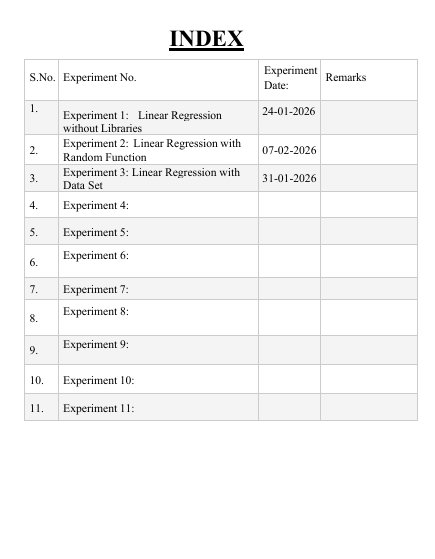 INDEX
S.No. Experiment No. Experiment Date: Remarks
1. Experiment 1: Linear Regression without Libraries 24-01-2026
2. Experiment 2: Linear Regression with Random Function 07-02-2026
3. Experiment 3: Linear Regression with Data Set 31-01-2026
4. Experiment 4:
5. Experiment 5:
6. Experiment 6:
7. Experiment 7:
8. Experiment 8:
9. Experiment 9:
10. Experiment 10:
11. Experiment 11: